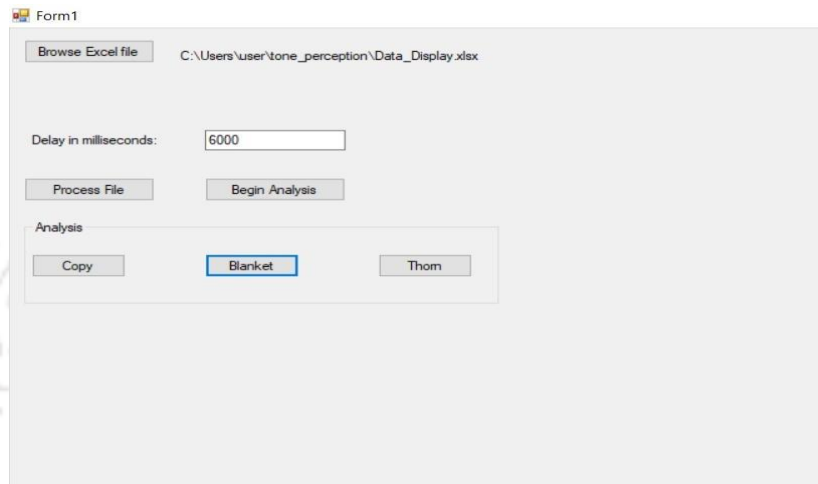 Form1
Browse Excel file C:\Users\user\tone_perception\Data_Display.xlsx
Delay in milliseconds: 6000
Process File Begin Analysis
Analysis
Copy Blanket Thorn